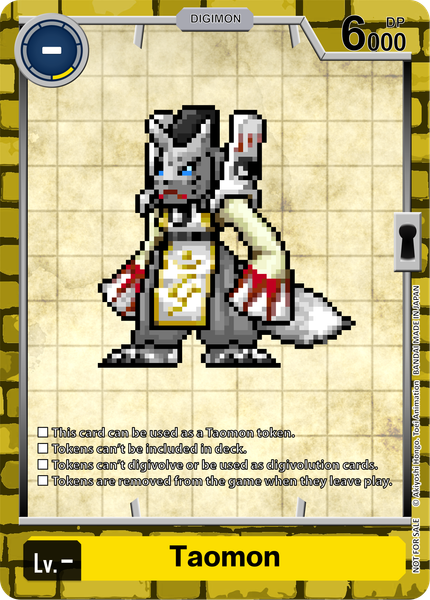 DIGIMON
-
DP
6000
□ This card can be used as a Taomon token.
□ Tokens can't be included in deck.
□ Tokens can't digivolve or be used as digivolution cards.
□ Tokens are removed from the game when they leave play.
NOT FOR SALE © Akiyoshi Hongo, Toei Animation BANDAI MADE IN JAPAN
Lv.-
Taomon